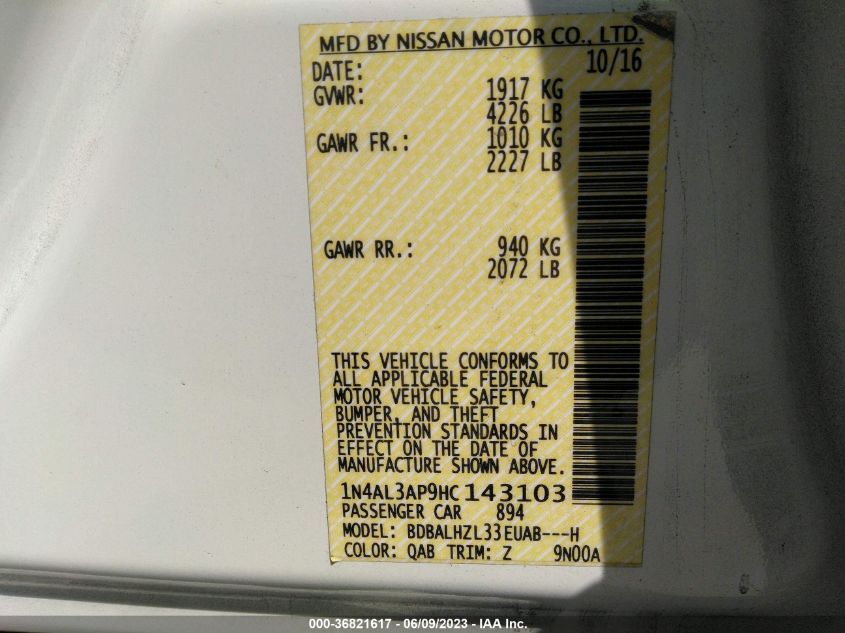 MFD BY NISSAN MOTOR CO., LTD.
DATE: 10/16
GVWR: 1917 KG
4226 LB
GAWR FR.: 1010 KG
2227 LB
GAWR RR.: 940 KG
2072 LB
THIS VEHICLE CONFORMS TO
ALL APPLICABLE FEDERAL
MOTOR VEHICLE SAFETY,
BUMPER, AND THEFT
PREVENTION STANDARDS IN
EFFECT ON THE DATE OF
MANUFACTURE SHOWN ABOVE.
1N4AL3AP9HC143103
PASSENGER CAR 894
MODEL: BDBALHZL33EUAB---H
COLOR: QAB TRIM: Z 9N00A
000-36821617 - 06/09/2023 - IAA Inc.